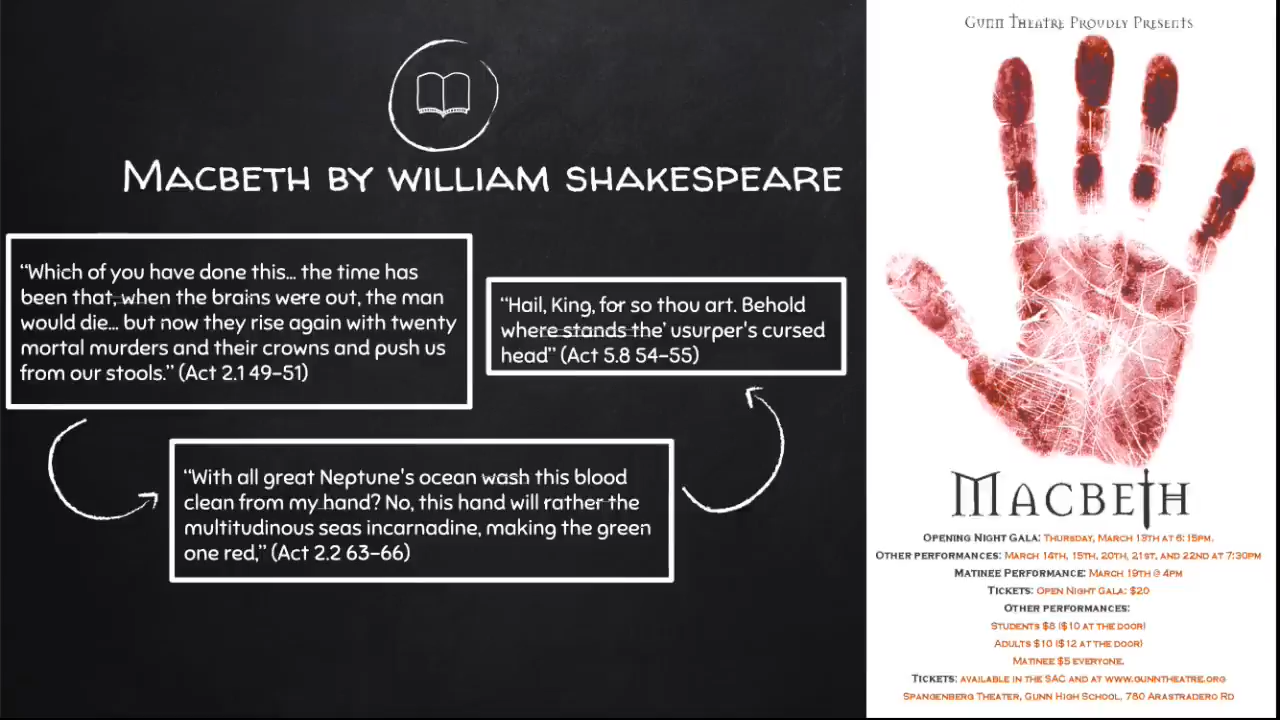 Macbeth by william shakespeare
“Which of you have done this... the time has
been that, when the brains were out, the man
would die... but now they rise again with twenty
mortal murders and their crowns and push us
from our stools.” (Act 2.1 49-51)
“With all great Neptune's ocean wash this blood
clean from my hand? No, this hand will rather the
multitudinous seas incarnadine, making the green
one red,” (Act 2.2 63-66)
“Hail, King, for so thou art. Behold
where stands the' usurper's cursed
head” (Act 5.8 54-55)
Gunn Theatre Proudly Presents
Macbeth
Opening Night Gala: Thursday, March 13th at 6:15pm.
Other performances: March 14th, 15th, 20th, 21st, and 22nd at 7:30pm
Matinee Performance: March 19th @ 4pm
Tickets: Open Night Gala: $20
Other performances:
Students $8 ($10 at the door)
Adults $10 ($12 at the door)
Matinee $5 everyone.
Tickets: available in the SAC and at www.gunntheatre.org
Spangenberg Theater, Gunn High School, 780 Arastradero Rd